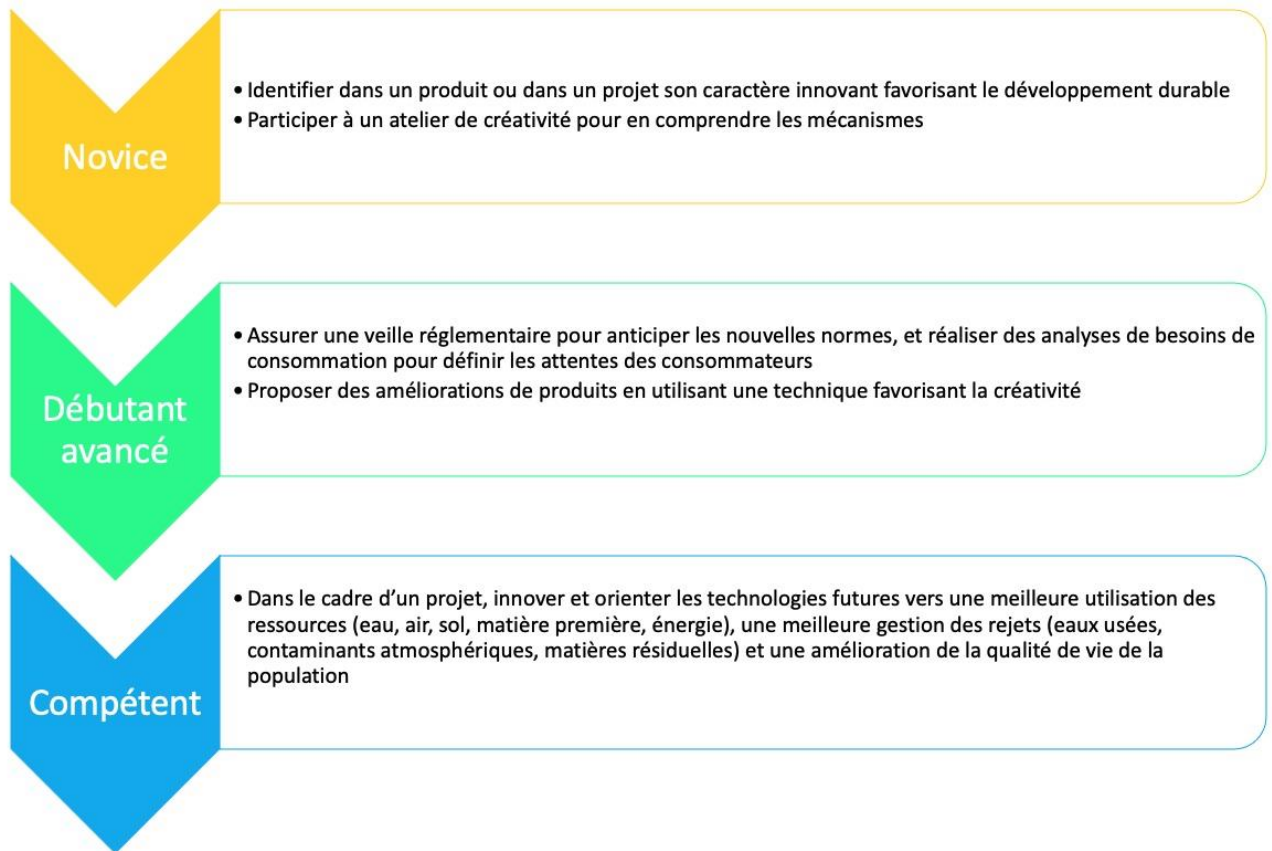 Novice
• Identifier dans un produit ou dans un projet son caractère innovant favorisant le développement durable
• Participer à un atelier de créativité pour en comprendre les mécanismes
Débutant
avancé
• Assurer une veille réglementaire pour anticiper les nouvelles normes, et réaliser des analyses de besoins de
consommation pour définir les attentes des consommateurs
• Proposer des améliorations de produits en utilisant une technique favorisant la créativité
Compétent
• Dans le cadre d’un projet, innover et orienter les technologies futures vers une meilleure utilisation des
ressources (eau, air, sol, matière première, énergie), une meilleure gestion des rejets (eaux usées,
contaminants atmosphériques, matières résiduelles) et une amélioration de la qualité de vie de la
population